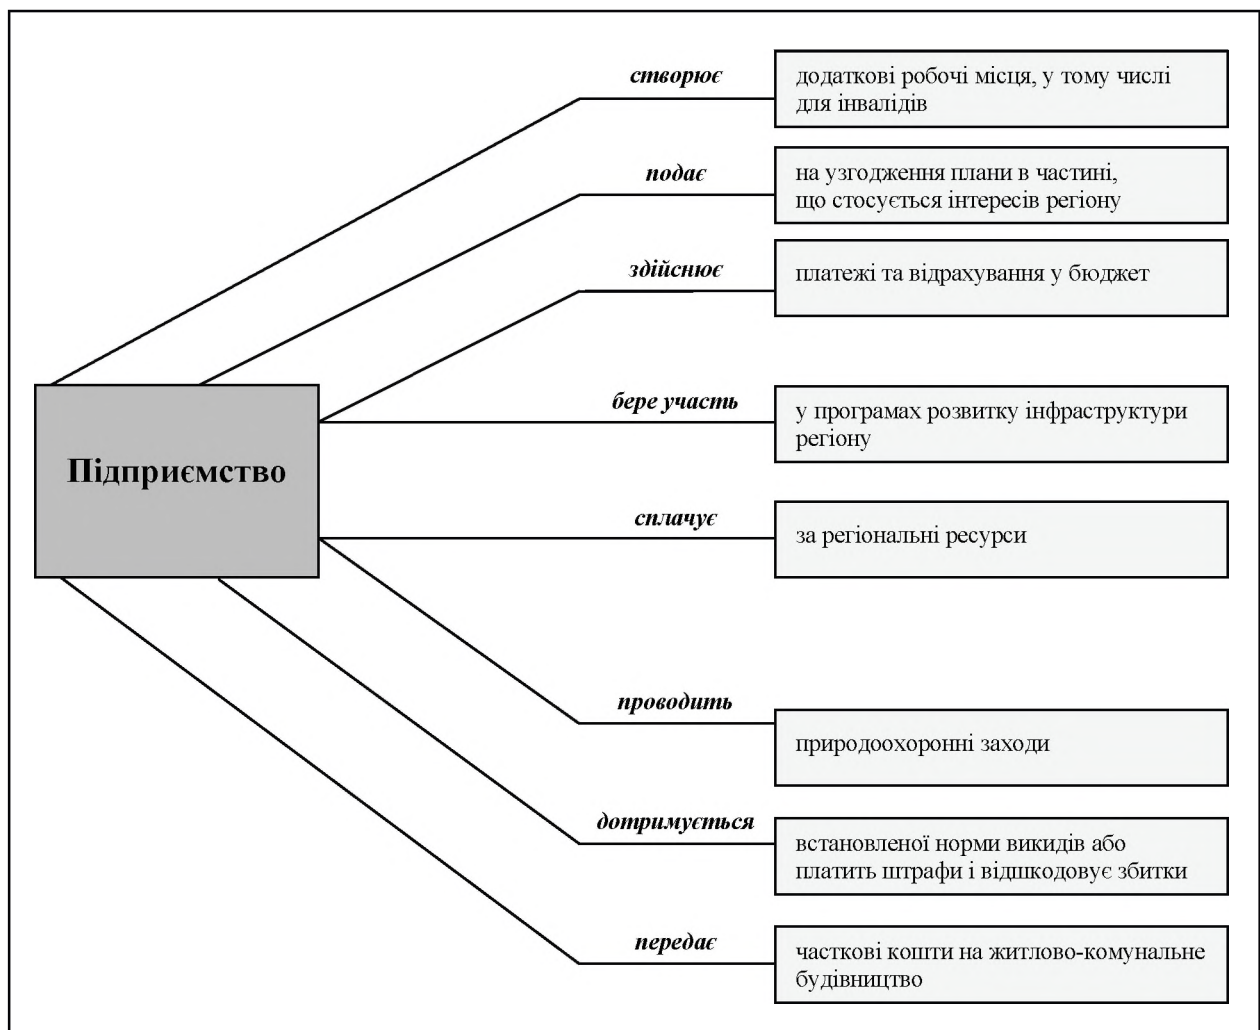 створює
додаткові робочі місця, у тому числі
для інвалідів
подає
на узгодження плани в частині,
що стосується інтересів регіону
здійснює
платежі та відрахування у бюджет
бере участь
у програмах розвитку інфраструктури
регіону
Підприємство
сплачує
за регіональні ресурси
проводить
природоохоронні заходи
дотримується
встановленої норми викидів або
платить штрафи і відшкодовує збитки
передає
часткові кошти на житлово-комунальне
будівництво